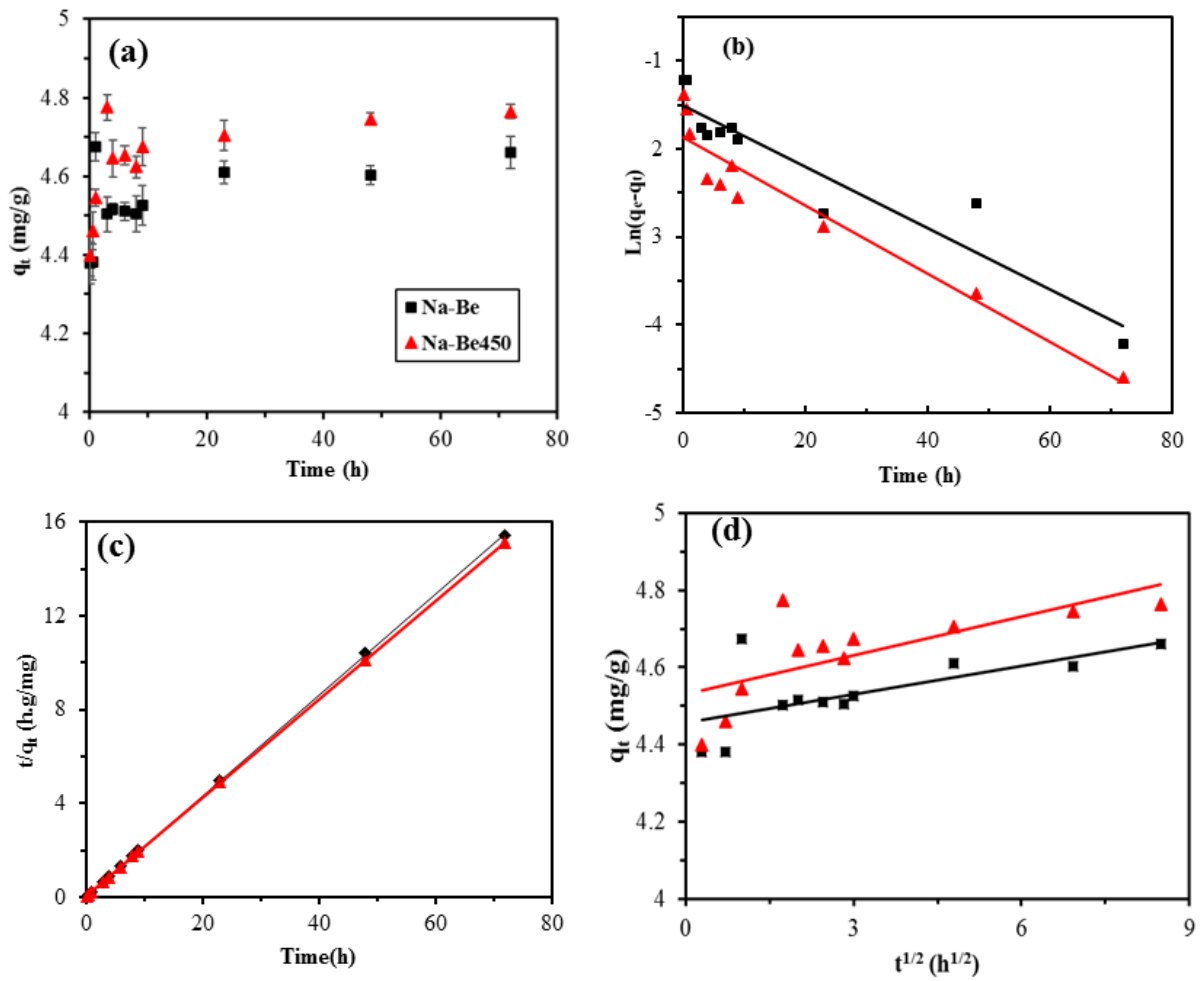 (a)
5
4.8
4.6
4.4
4.2
4
qt (mg/g)
Na-Be
Na-Be450
0 20 40 60 80
Time (h)
(b)
-1
2
3
-4
-5
Ln(qe-qt)
0 20 40 60 80
Time (h)
(c)
16
12
8
4
0
t/qt (h.g/mg)
0 20 40 60 80
Time(h)
(d)
5
4.8
4.6
4.4
4.2
4
qt (mg/g)
0 3 6 9
t1/2 (h1/2)